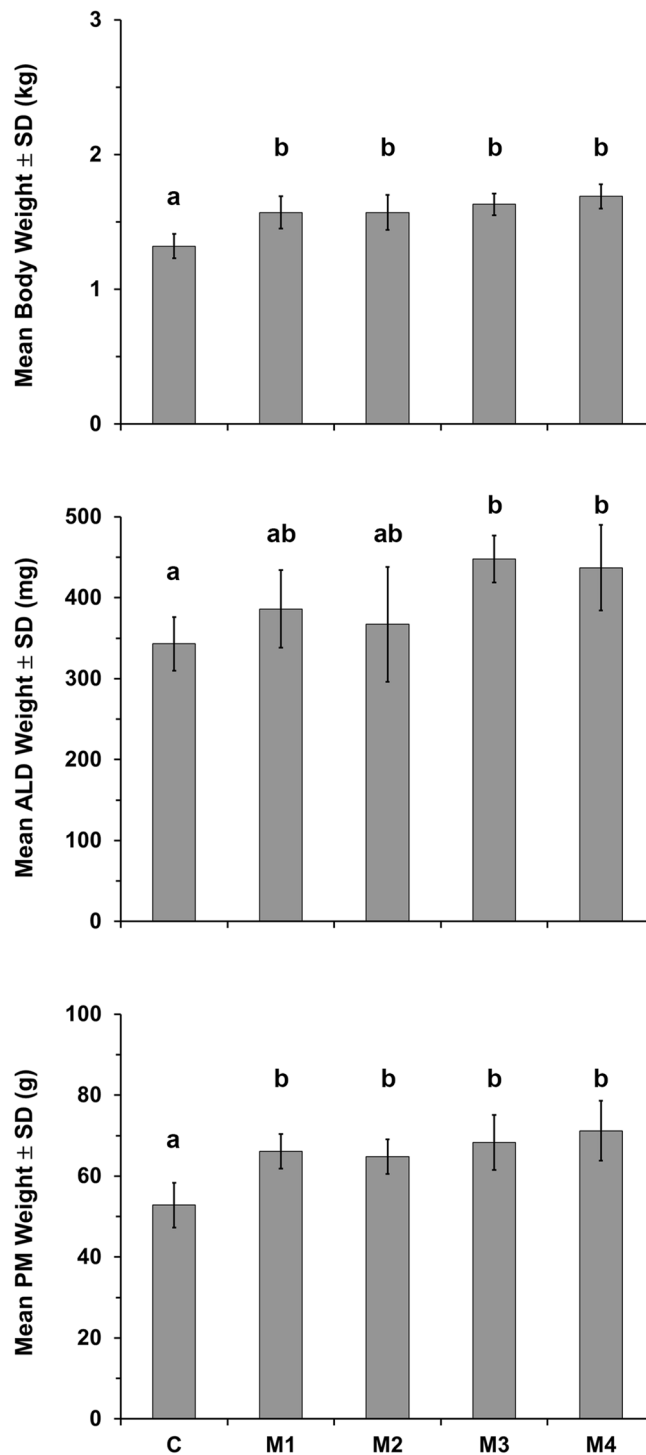 Mean Body Weight ± SD (kg)
3
2
1
0
a
b
b
b
b
Mean ALD Weight ± SD (mg)
500
400
300
200
100
0
a
ab
ab
b
b
Mean PM Weight ± SD (g)
100
80
60
40
20
0
a
b
b
b
b
C M1 M2 M3 M4